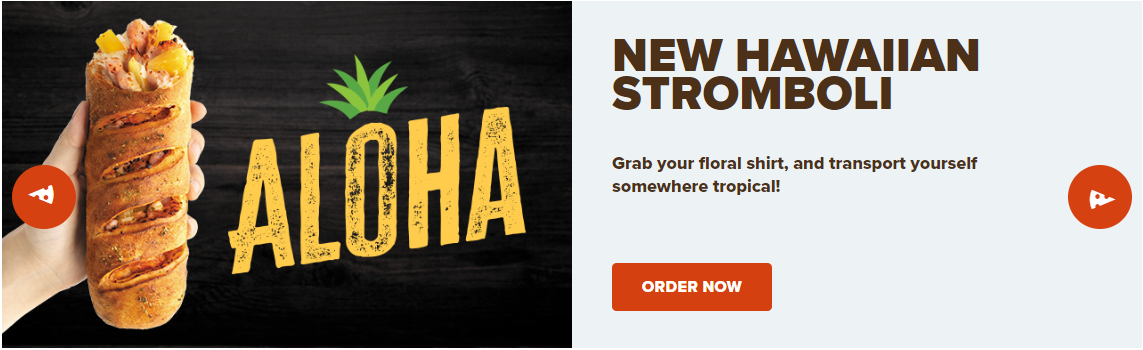 ALOHA
NEW HAWAIIAN
STROMBOLI
Grab your floral shirt, and transport yourself
somewhere tropical!
ORDER NOW